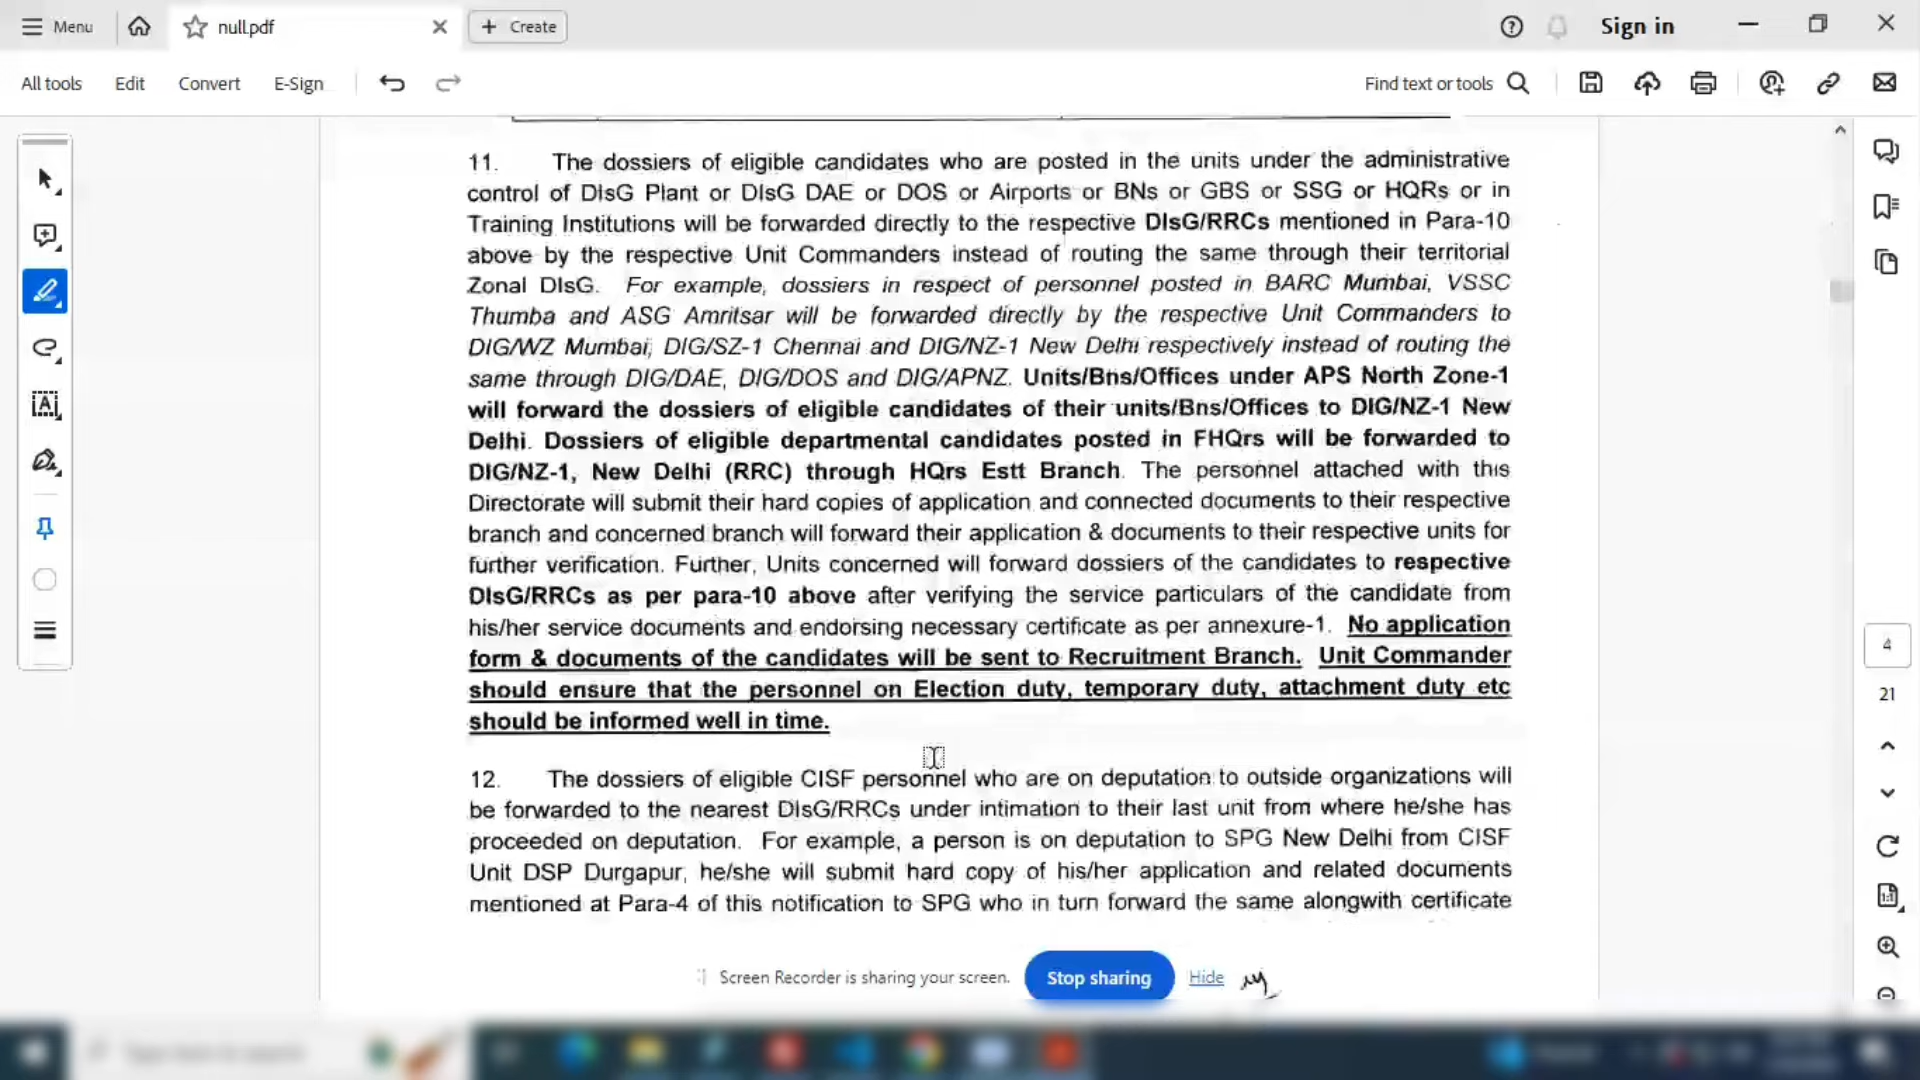 Menu
null.pdf
Create
Sign in
All tools
Edit
Convert
E-Sign
Find text or tools
11. The dossiers of eligible candidates who are posted in the units under the administrative
control of DIsG Plant or DIsG DAE or DOS or Airports or BNs or GBS or SSG or HQRs or in
Training Institutions will be forwarded directly to the respective DIsG/RRCs mentioned in Para-10
above by the respective Unit Commanders instead of routing the same through their territorial
Zonal DIsG. For example, dossiers in respect of personnel posted in BARC Mumbai, VSSC
Thumba and ASG Amritsar will be forwarded directly by the respective Unit Commanders to
DIG/WZ Mumbai, DIG/SZ-1 Chennai and DIG/NZ-1 New Delhi respectively instead of routing the
same through DIG/DAE, DIG/DOS and DIG/APNZ. Units/Bns/Offices under APS North Zone-1
will forward the dossiers of eligible candidates of their units/Bns/Offices to DIG/NZ-1 New
Delhi. Dossiers of eligible departmental candidates posted in FHQrs will be forwarded to
DIG/NZ-1, New Delhi (RRC) through HQrs Estt Branch. The personnel attached with this
Directorate will submit their hard copies of application and connected documents to their respective
branch and concerned branch will forward their application & documents to their respective units for
further verification. Further, Units concerned will forward dossiers of the candidates to respective
DIsG/RRCs as per para-10 above after verifying the service particulars of the candidate from
his/her service documents and endorsing necessary certificate as per annexure-1. No application
form & documents of the candidates will be sent to Recruitment Branch. Unit Commander
should ensure that the personnel on Election duty, temporary duty, attachment duty etc
should be informed well in time.
12. The dossiers of eligible CISF personnel who are on deputation to outside organizations will
be forwarded to the nearest DIsG/RRCs under intimation to their last unit from where he/she has
proceeded on deputation. For example, a person is on deputation to SPG New Delhi from CISF
Unit DSP Durgapur, he/she will submit hard copy of his/her application and related documents
mentioned at Para-4 of this notification to SPG who in turn forward the same alongwith certificate
4
21
Screen Recorder is sharing your screen.
Stop sharing
Hide
Type here to search